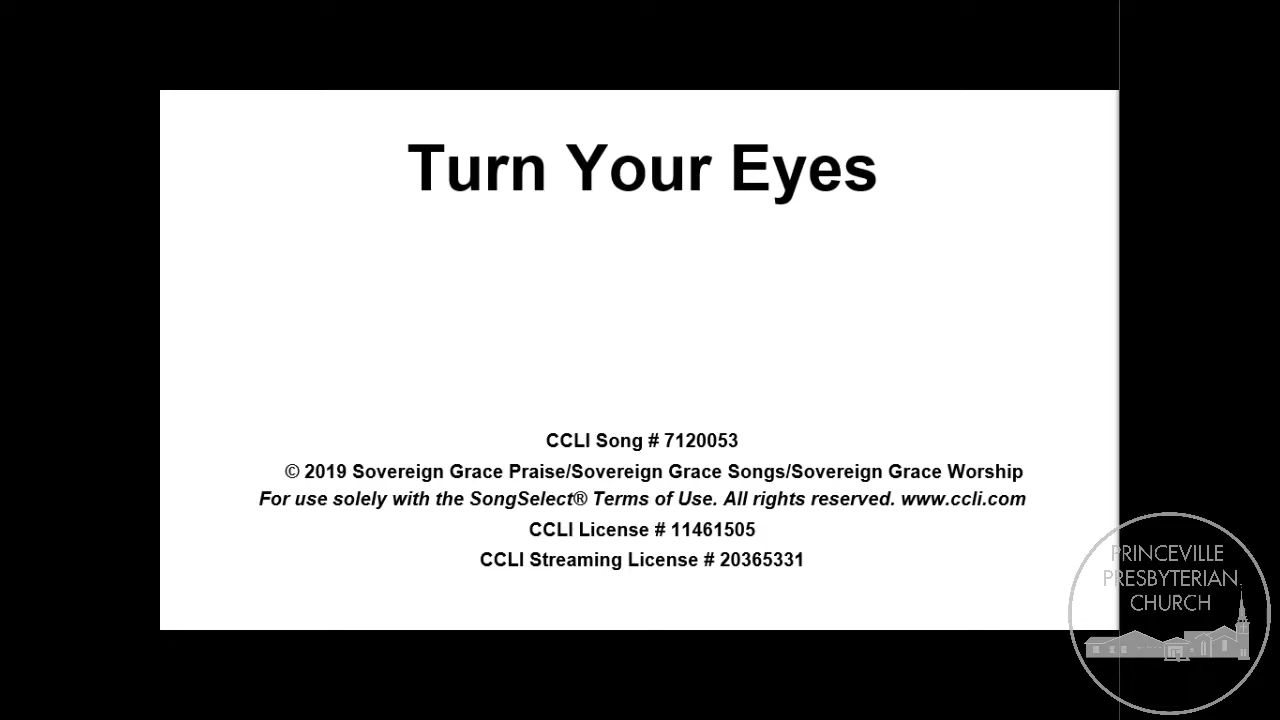 Turn Your Eyes
CCLI Song # 7120053
© 2019 Sovereign Grace Praise/Sovereign Grace Songs/Sovereign Grace Worship
For use solely with the SongSelect® Terms of Use. All rights reserved. www.ccli.com
CCLI License # 11461505
CCLI Streaming License # 20365331
PRINCEVILLE
PRESBYTERIAN
CHURCH